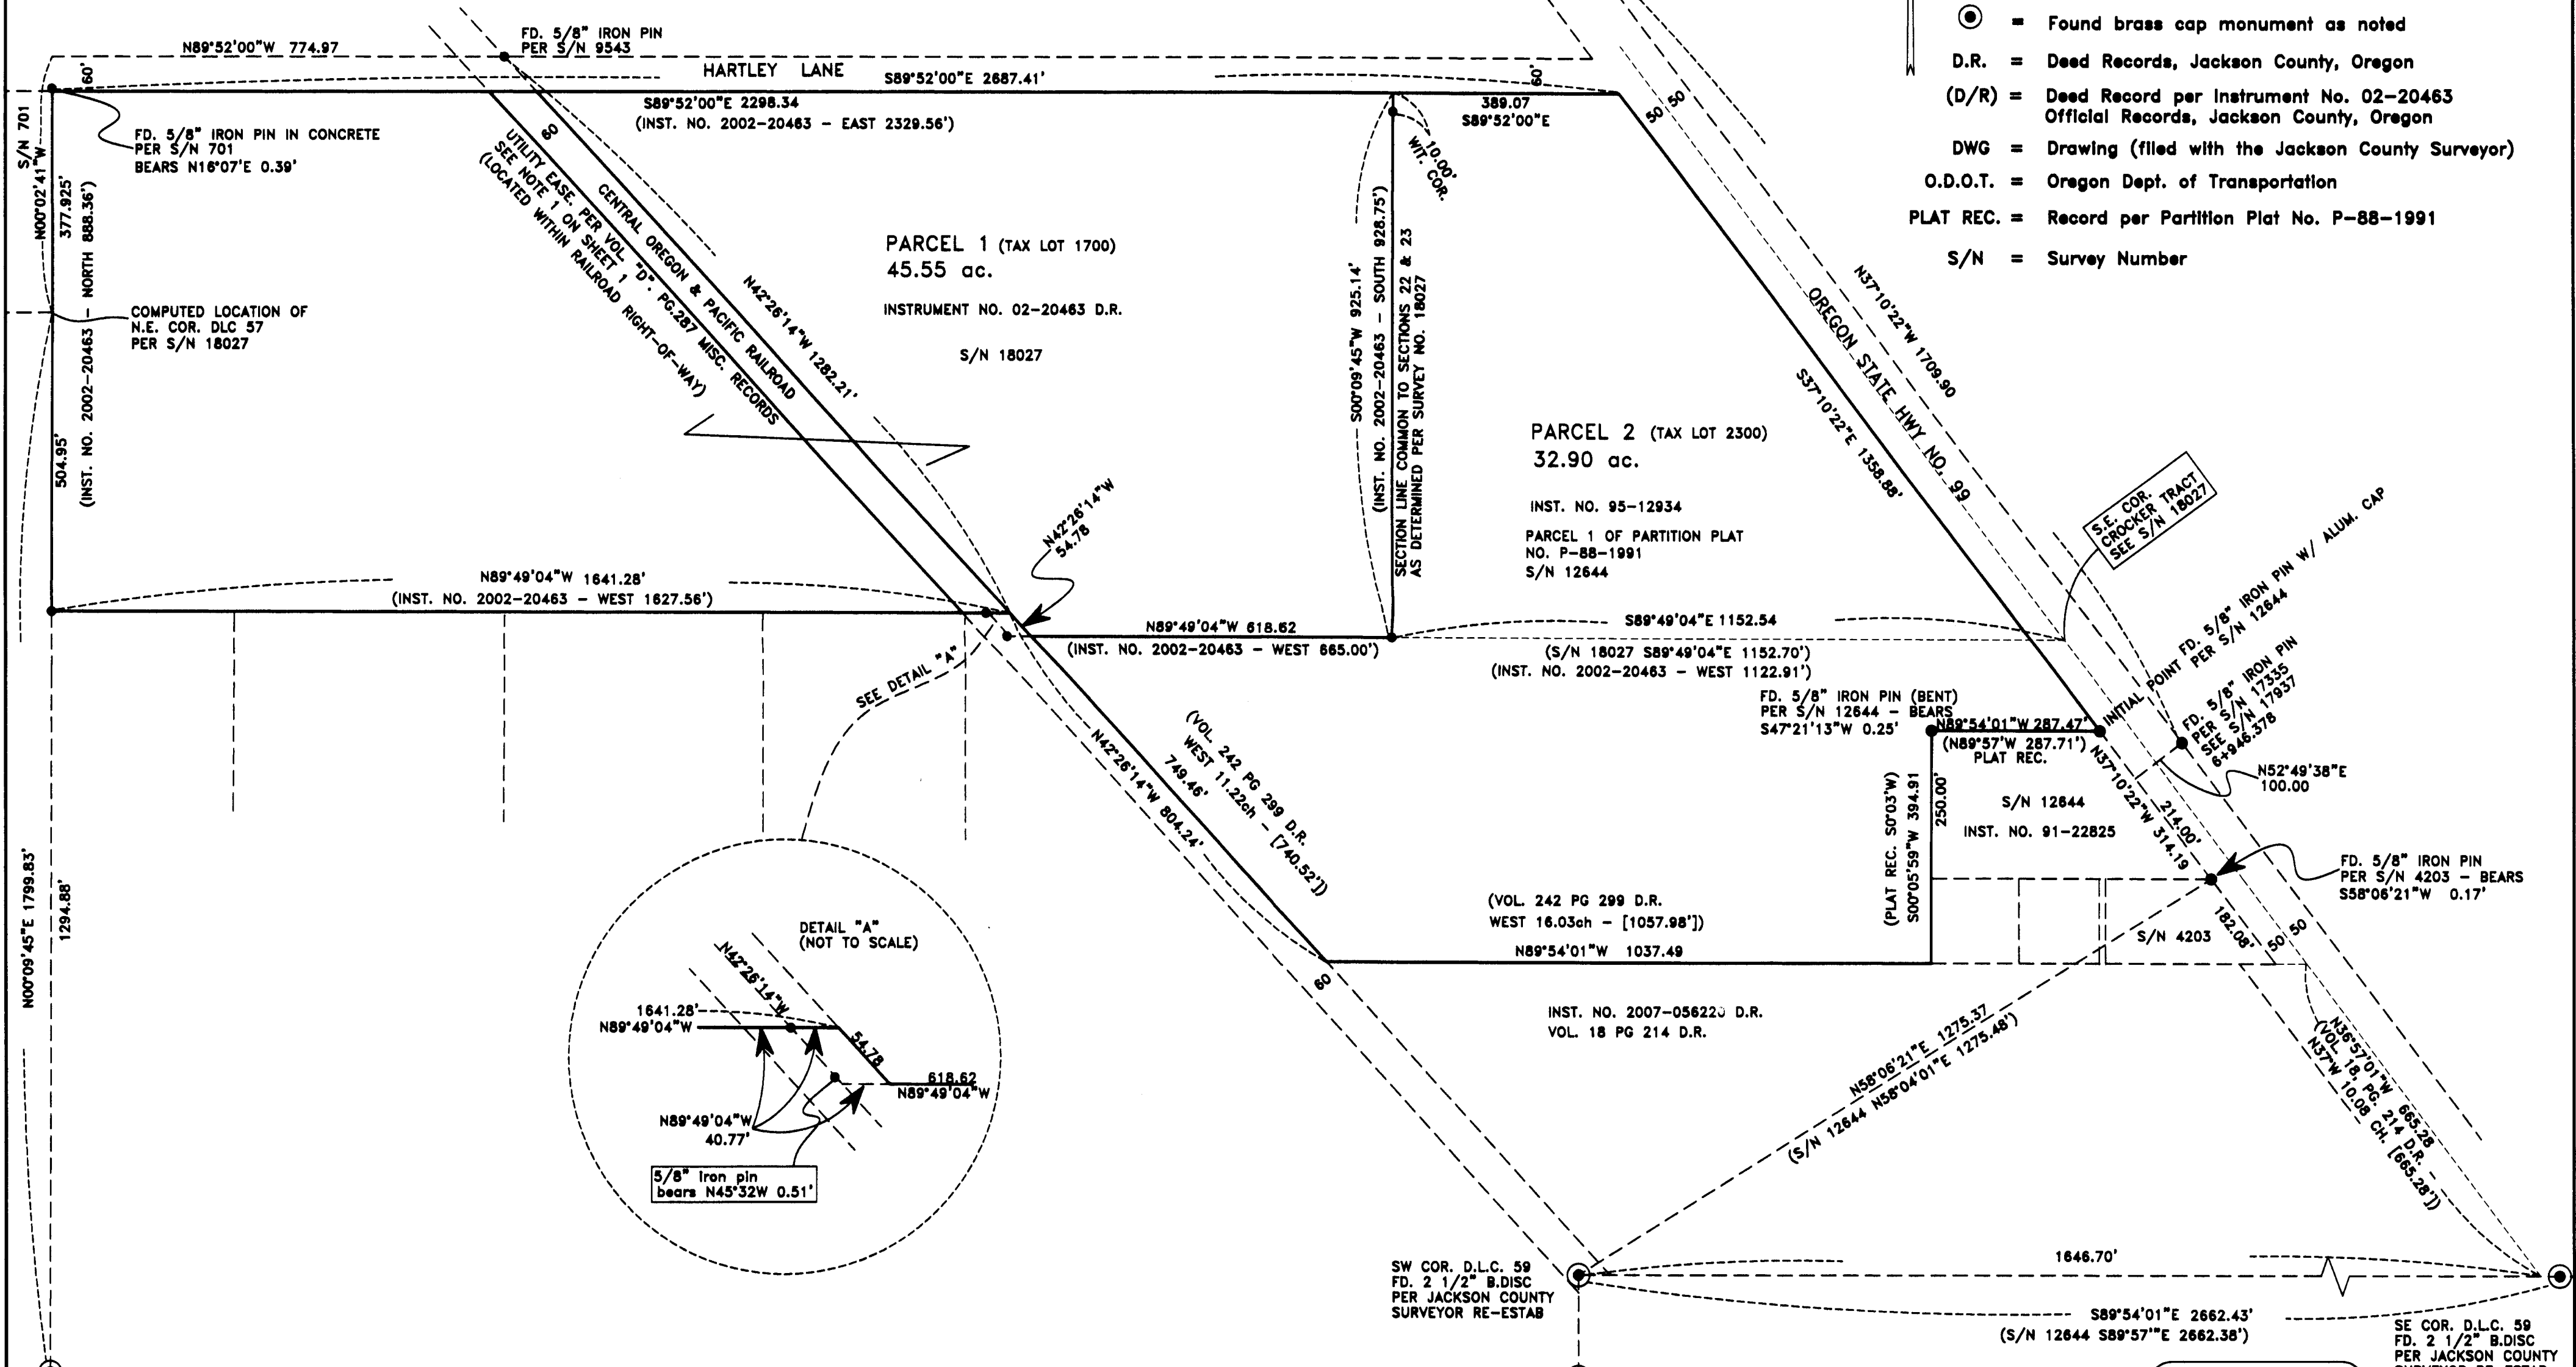 = Found brass cap monument as noted
D.R. = Deed Records, Jackson County, Oregon
(D/R) = Deed Record per Instrument No. 02-20463
Official Records, Jackson County, Oregon
DWG = Drawing (filed with the Jackson County Surveyor)
O.D.O.T. = Oregon Dept. of Transportation
PLAT REC. = Record per Partition Plat No. P-88-1991
S/N = Survey Number
N89°52'00"W 774.97
FD. 5/8" IRON PIN
PER S/N 9543
60'
HARTLEY LANE
S89°52'00"E 2687.41'
60'
S89°52'00"E 2298.34
(INST. NO. 2002-20463 - EAST 2329.56')
389.07
S89°52'00"E
50 50
10.00'
WIT. COR.
S/N 701
N00°02'41"W
377.925'
504.95'
(INST. NO. 2002-20463 - NORTH 888.36')
FD. 5/8" IRON PIN IN CONCRETE
PER S/N 701
BEARS N16°07'E 0.39'
COMPUTED LOCATION OF
N.E. COR. DLC 57
PER S/N 18027
60
UTILITY EASE. PER VOL. "D". PG.287 MISC. RECORDS
SEE NOTE 1 ON SHEET 1
(LOCATED WITHIN RAILROAD RIGHT-OF-WAY)
CENTRAL OREGON & PACIFIC RAILROAD
N42°26'14"W 1282.21'
PARCEL 1 (TAX LOT 1700)
45.55 ac.
INSTRUMENT NO. 02-20463 D.R.
S/N 18027
S00°09'45"W 925.14'
(INST. NO. 2002-20463 - SOUTH 928.75')
SECTION LINE COMMON TO SECTIONS 22 & 23
AS DETERMINED PER SURVEY NO. 18027
PARCEL 2 (TAX LOT 2300)
32.90 ac.
INST. NO. 95-12934
PARCEL 1 OF PARTITION PLAT
NO. P-88-1991
S/N 12644
OREGON STATE HWY NO. 99
N37°10'22"W 1709.90
S37°10'22"E 1358.88'
S.E. COR.
CROCKER TRACT
SEE S/N 18027
N42°26'14"W
54.78
N89°49'04"W 1641.28'
(INST. NO. 2002-20463 - WEST 1627.56')
N89°49'04"W 618.62
(INST. NO. 2002-20463 - WEST 665.00')
S89°49'04"E 1152.54
(S/N 18027 S89°49'04"E 1152.70')
(INST. NO. 2002-20463 - WEST 1122.91')
INITIAL POINT FD. 5/8" IRON PIN W/ ALUM. CAP
PER S/N 12644
FD. 5/8" IRON PIN
PER S/N 17335
SEE S/N 17937
6+946.378
FD. 5/8" IRON PIN (BENT)
PER S/N 12644 - BEARS
S47°21'13"W 0.25'
N89°54'01"W 287.47'
(N89°57'W 287.71')
PLAT REC.
N52°49'38"E
100.00
N37°10'22"W 314.19
214.00'
S/N 12644
INST. NO. 91-22825
(PLAT REC. S0°03'W)
S00°05'59"W 394.91
250.00'
FD. 5/8" IRON PIN
PER S/N 4203 - BEARS
S58°06'21"W 0.17'
SEE DETAIL "A"
(VOL. 242 PG 299 D.R.
WEST 11.22ch - [740.52'])
749.46'
N42°26'14"W 804.24'
(VOL. 242 PG 299 D.R.
WEST 16.03ch - [1057.98'])
N89°54'01"W 1037.49
S/N 4203
182.08'
50 50
60
N00°09'45"E 1799.83'
1294.88'
DETAIL "A"
(NOT TO SCALE)
N42°26'14"W
1641.28'
N89°49'04"W
54.78
618.62
N89°49'04"W
N89°49'04"W
40.77'
5/8" iron pin
bears N45°32W 0.51'
INST. NO. 2007-056220 D.R.
VOL. 18 PG 214 D.R.
N58°06'21"E 1275.37
(S/N 12644 N58°04'01"E 1275.48')
N36°57'01"W 665.28
(VOL. 18, PG. 214 D.R. -
N37°W 10.08 CH. [665.28'])
SW COR. D.L.C. 59
FD. 2 1/2" B.DISC
PER JACKSON COUNTY
SURVEYOR RE-ESTAB
1646.70'
S89°54'01"E 2662.43'
(S/N 12644 S89°57'"E 2662.38')
SE COR. D.L.C. 59
FD. 2 1/2" B.DISC
PER JACKSON COUNTY